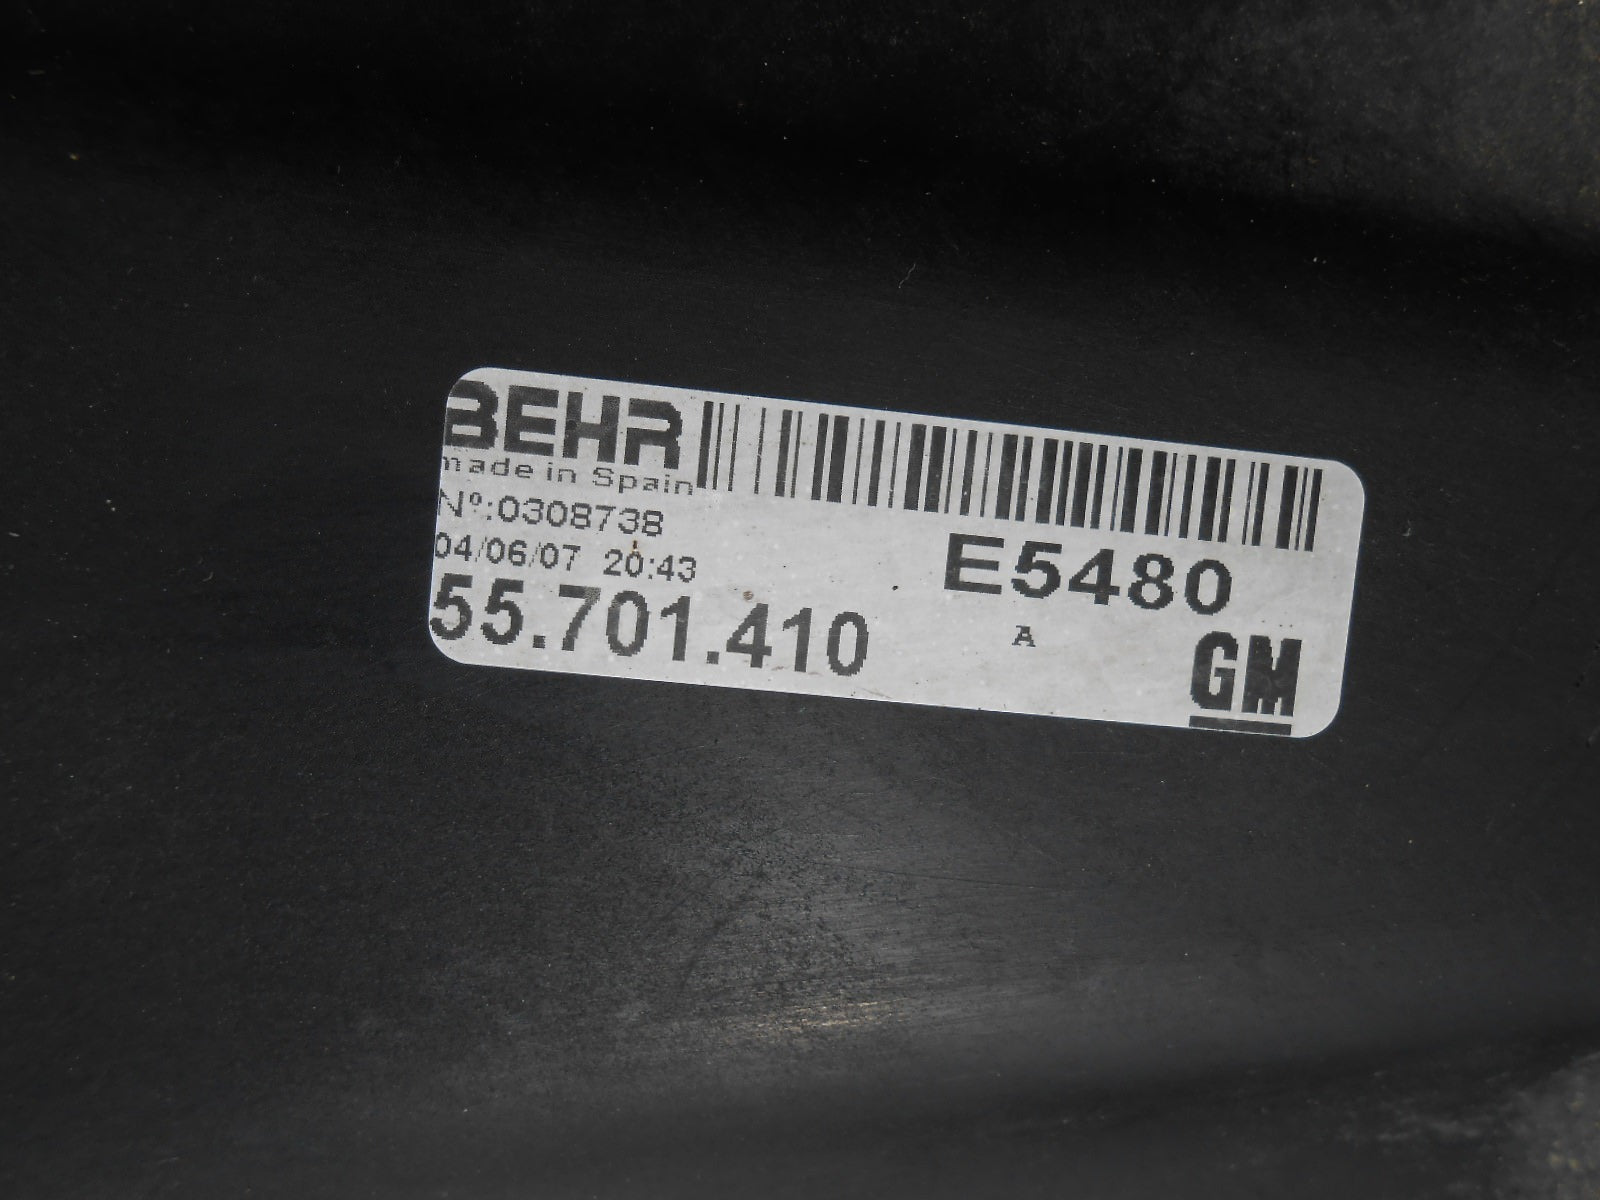 BEHR
made in Spain
Nº:0308738
04/06/07 20:43
55.701.410
E5480
A
GM